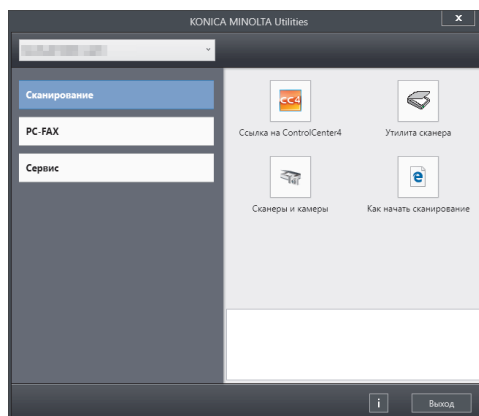 KONICA MINOLTA Utilities
x
Сканирование
PC-FAX
Сервис
CC4
Ссылка на ControlCenter4
Утилита сканера
Сканеры и камеры
Как начать сканирование
i
Выход